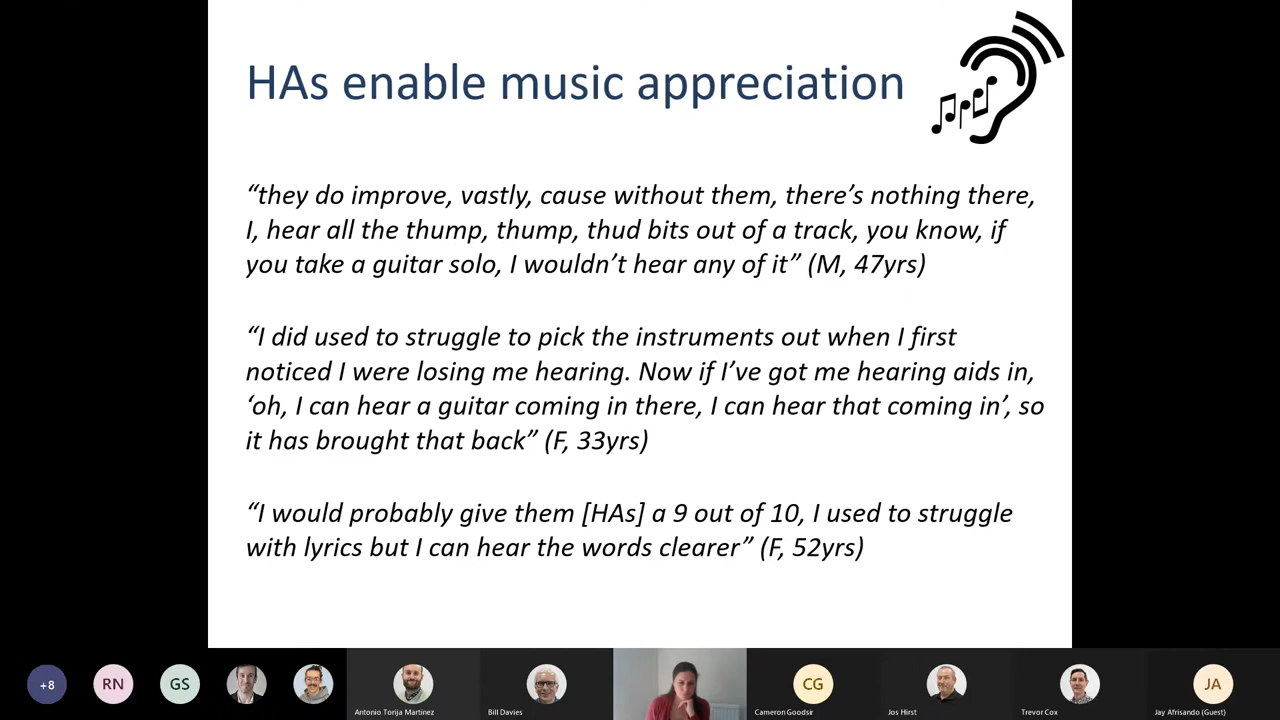 HAs enable music appreciation
“they do improve, vastly, cause without them, there’s nothing there,
I, hear all the thump, thump, thud bits out of a track, you know, if
you take a guitar solo, I wouldn’t hear any of it” (M, 47yrs)
“I did used to struggle to pick the instruments out when I first
noticed I were losing me hearing. Now if I’ve got me hearing aids in,
‘oh, I can hear a guitar coming in there, I can hear that coming in’, so
it has brought that back” (F, 33yrs)
“I would probably give them [HAs] a 9 out of 10, I used to struggle
with lyrics but I can hear the words clearer” (F, 52yrs)
+8
RN
GS
CG
JA
Antonio Torija Martinez
Bill Davies
Cameron Goodsir
Jos Hirst
Trevor Cox
Jay Afrisando (Guest)